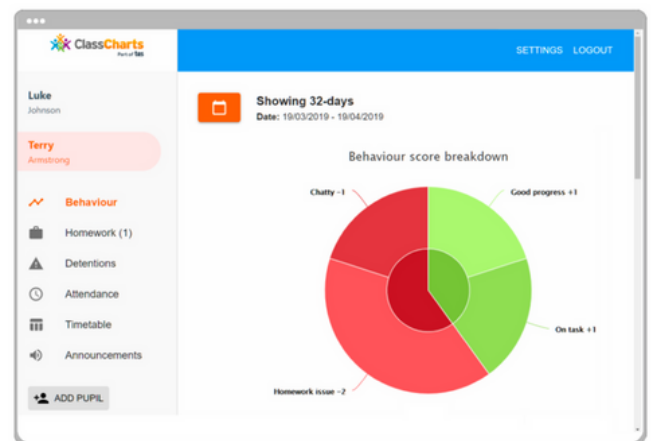 ClassCharts
Part of tes
SETTINGS LOGOUT
Luke
Johnson
Terry
Armstrong
Behaviour
Homework (1)
Detentions
Attendance
Timetable
Announcements
ADD PUPIL
Showing 32-days
Date: 19/03/2019 - 19/04/2019
Behaviour score breakdown
Chatty -1
Good progress +1
On task +1
Homework issue -2